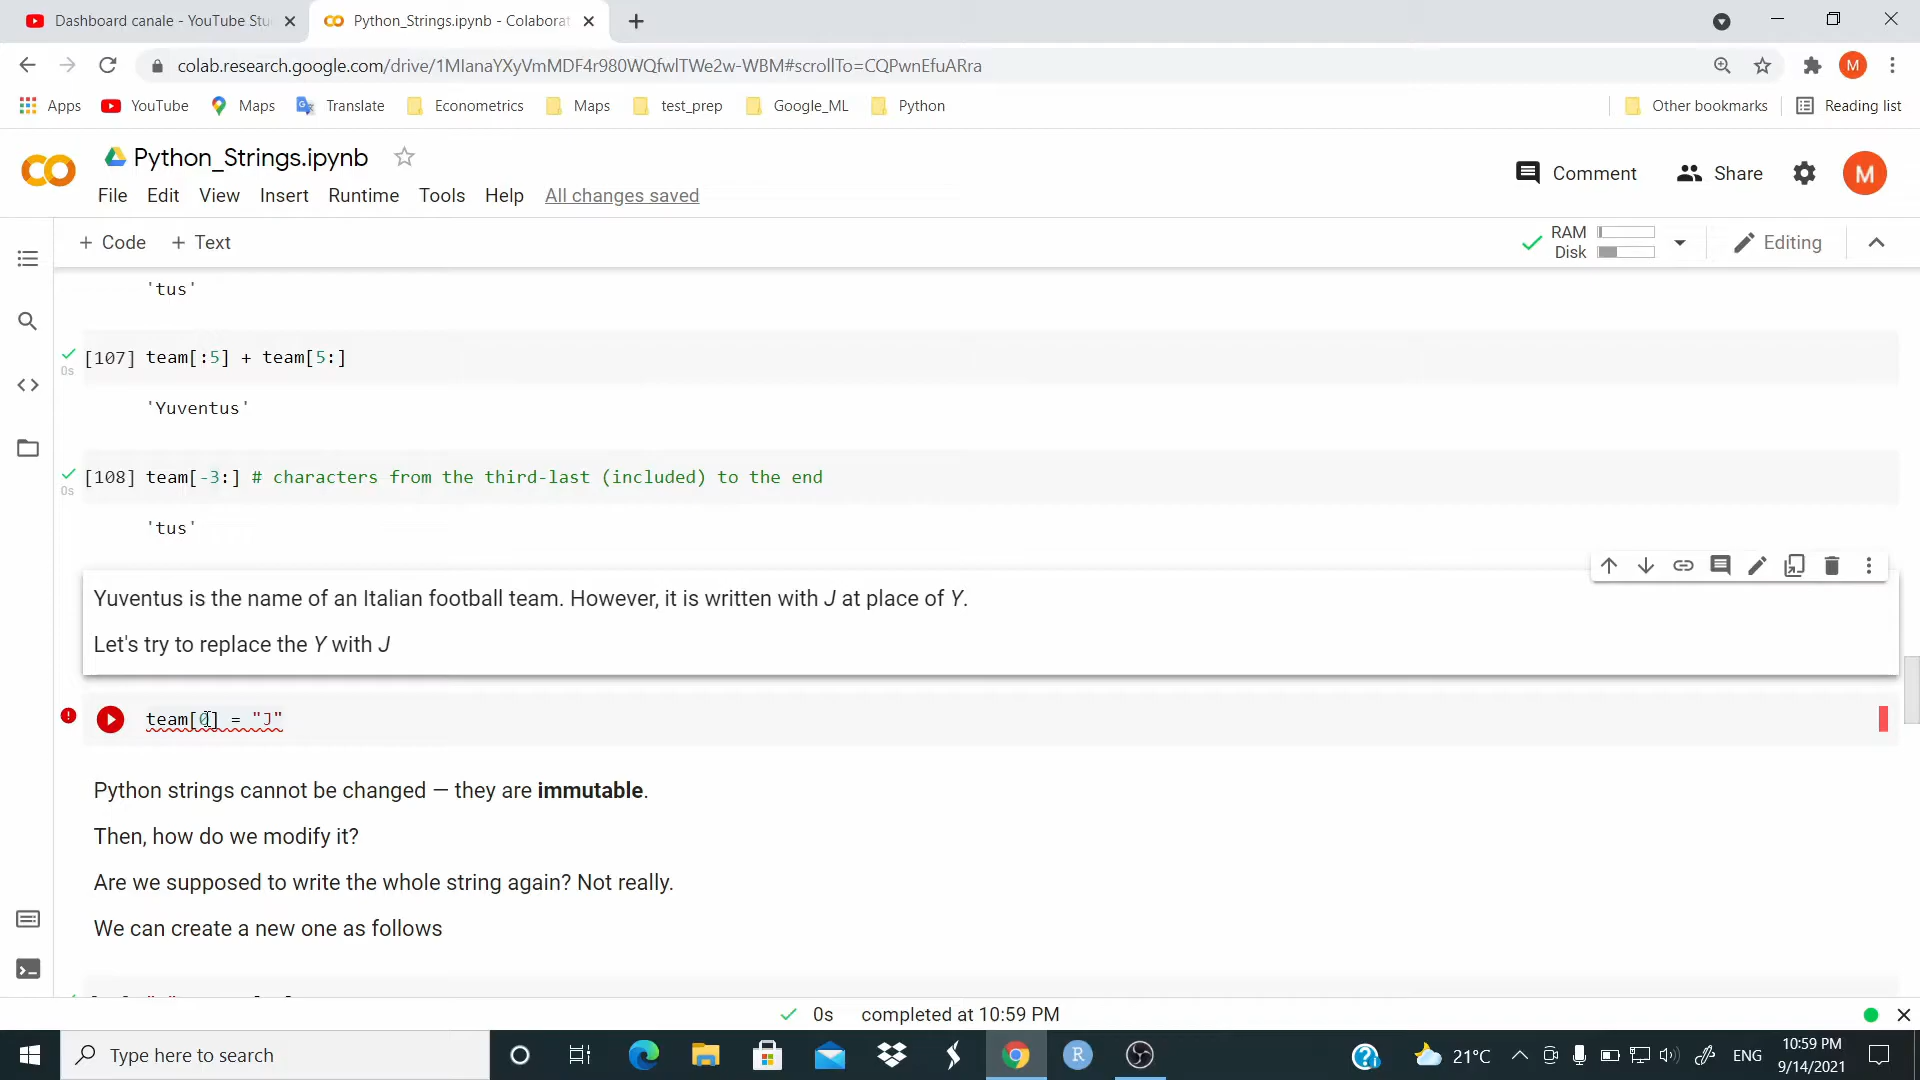 Dashboard canale - YouTube Stu
Python_Strings.ipynb - Colaborat
colab.research.google.com/drive/1MIanaYXyVmMDF4r980WQfwlTWe2w-WBM#scrollTo=CQPwnEfuARra
M
Apps
YouTube
Maps
Translate
Econometrics
Maps
test_prep
Google_ML
Python
Other bookmarks
Reading list
Python_Strings.ipynb
Comment
Share
M
File Edit View Insert Runtime Tools Help All changes saved
+ Code + Text
RAM
Disk
Editing
'tus'
[107] team[:5] + team[5:]
0s
'Yuventus'
[108] team[-3:] # characters from the third-last (included) to the end
0s
'tus'
Yuventus is the name of an Italian football team. However, it is written with J at place of Y.
Let's try to replace the Y with J
team[0] = "J"
Python strings cannot be changed — they are immutable.
Then, how do we modify it?
Are we supposed to write the whole string again? Not really.
We can create a new one as follows
0s completed at 10:59 PM
Type here to search
R
21°C
ENG
10:59 PM
9/14/2021